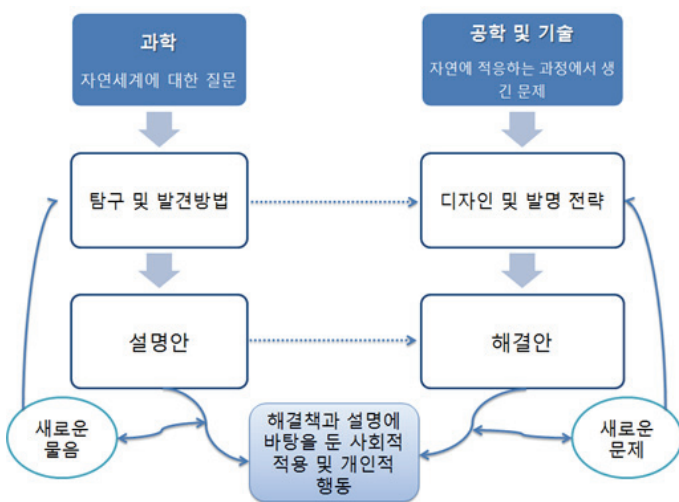 과학
자연세계에 대한 질문
공학 및 기술
자연에 적응하는 과정에서 생
긴 문제
탐구 및 발견방법
디자인 및 발명 전략
설명안
해결안
새로운
물음
해결책과 설명에
바탕을 둔 사회적
적용 및 개인적
행동
새로운
문제